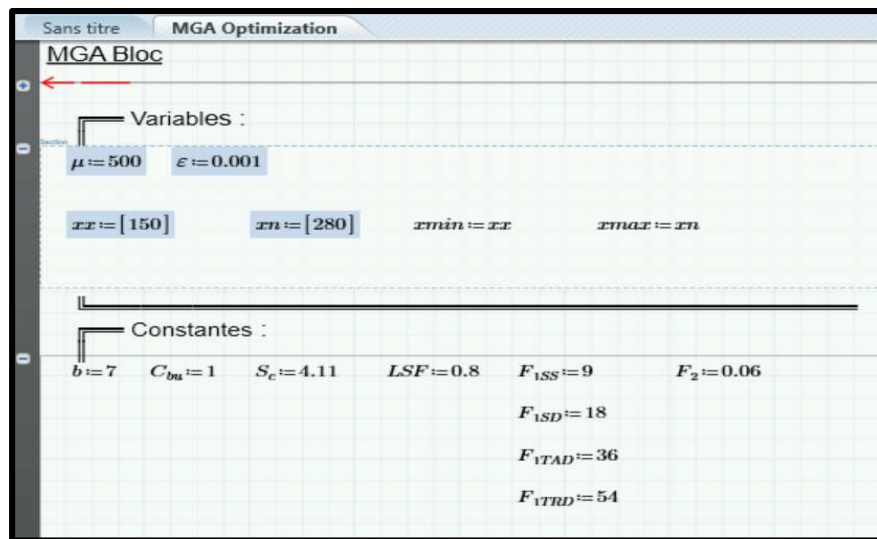 Sans titre MGA Optimization
MGA Bloc
Variables :
Section
μ:=500 ε:=0.001
xx:=[150] xn:=[280] xmin:=xx xmax:=xn
Constantes :
b:=7 C_bu:=1 S_c:=4.11 LSF:=0.8 F_1SS:=9 F_2:=0.06
F_1SD:=18
F_1TAD:=36
F_1TRD:=54